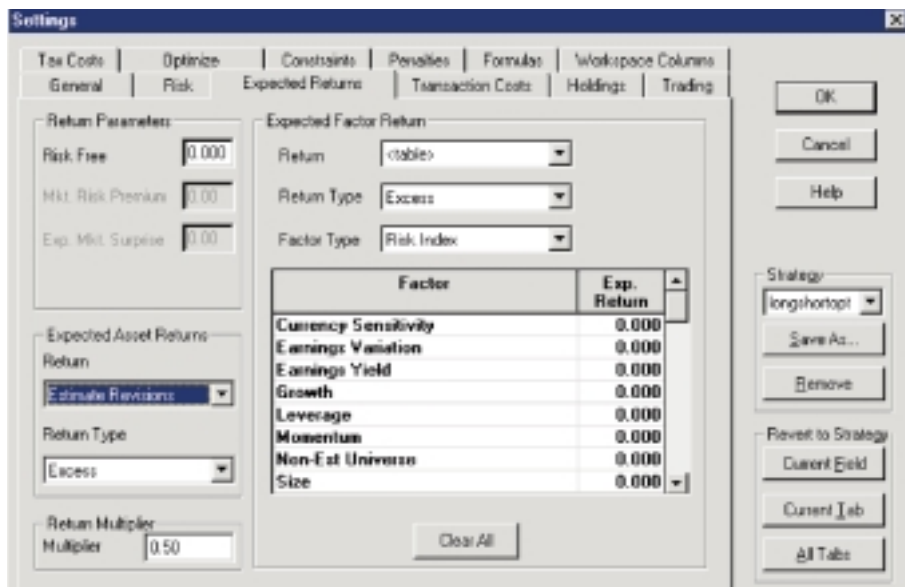 Settings
Tax Costs Optimize Constraints Penalties Formulas Workspace Columns
General Risk Expected Returns Transaction Costs Holdings Trading
Return Parameters
Risk Free 0.000
Mkt. Risk Premium 0.00
Exp. Mkt. Surprise 0.00
Expected Asset Returns
Return
Estimate Revisions
Return Type
Excess
Return Multiplier
Multiplier 0.50
Expected Factor Return
Return <table>
Return Type Excess
Factor Type Risk Index
Factor Exp. Return
Currency Sensitivity 0.000
Earnings Variation 0.000
Earnings Yield 0.000
Growth 0.000
Leverage 0.000
Momentum 0.000
Non-Est Universe 0.000
Size 0.000
Clear All
OK
Cancel
Help
Strategy
longshortopt
Save As...
Remove
Revert to Strategy
Current Field
Current Tab
All Tabs